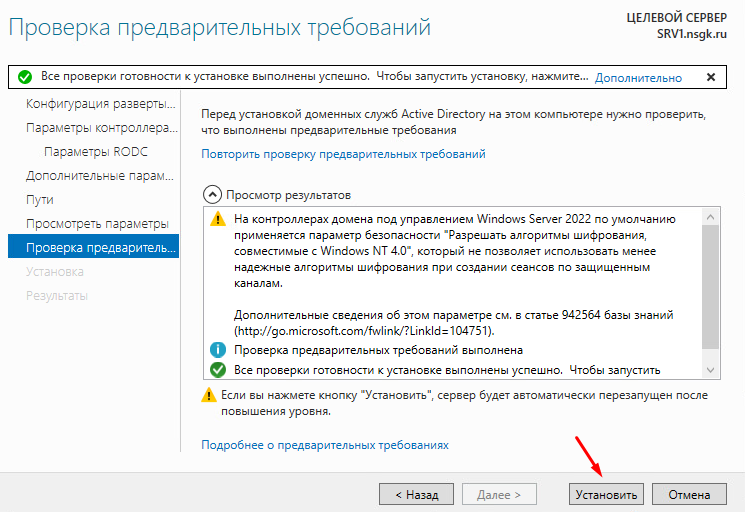 Проверка предварительных требований
ЦЕЛЕВОЙ СЕРВЕР
SRV1.nsgk.ru
Все проверки готовности к установке выполнены успешно. Чтобы запустить установку, нажмите... Дополнительно
Конфигурация разверты...
Параметры контроллера...
Параметры RODC
Дополнительные парам...
Пути
Просмотреть параметры
Проверка предваритель...
Установка
Результаты
Перед установкой доменных служб Active Directory на этом компьютере нужно проверить,
что выполнены предварительные требования
Повторить проверку предварительных требований
Просмотр результатов
На контроллерах домена под управлением Windows Server 2022 по умолчанию
применяется параметр безопасности "Разрешать алгоритмы шифрования,
совместимые с Windows NT 4.0", который не позволяет использовать менее
надежные алгоритмы шифрования при создании сеансов по защищенным
каналам.
Дополнительные сведения об этом параметре см. в статье 942564 базы знаний
(http://go.microsoft.com/fwlink/?LinkId=104751).
Проверка предварительных требований выполнена
Все проверки готовности к установке выполнены успешно. Чтобы запустить
Если вы нажмете кнопку "Установить", сервер будет автоматически перезапущен после
повышения уровня.
Подробнее о предварительных требованиях
< Назад
Далее >
Установить
Отмена